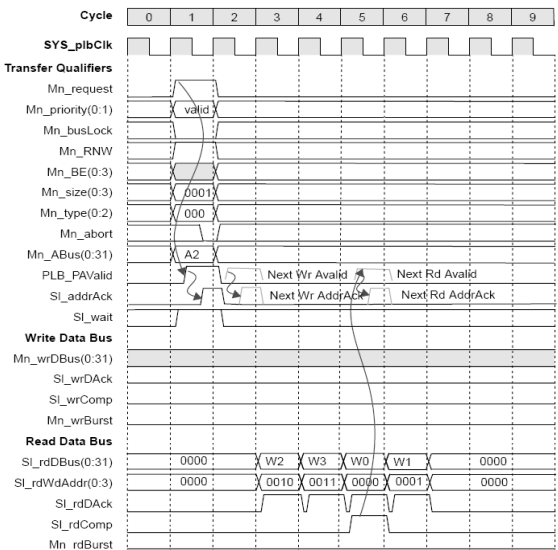 Cycle 0 1 2 3 4 5 6 7 8 9
SYS_plbClk
Transfer Qualifiers
Mn_request
Mn_priority(0:1) valid
Mn_busLock
Mn_RNW
Mn_BE(0:3)
Mn_size(0:3) 0001
Mn_type(0:2) 000
Mn_abort
Mn_ABus(0:31) A2
PLB_PAValid Next Wr Avalid Next Rd Avalid
Sl_addrAck Next Wr AddrAck Next Rd AddrAck
Sl_wait
Write Data Bus
Mn_wrDBus(0:31)
Sl_wrDAck
Sl_wrComp
Mn_wrBurst
Read Data Bus
Sl_rdDBus(0:31) 0000 W2 W3 W0 W1 0000
Sl_rdWdAddr(0:3) 0000 0010 0011 0000 0001 0000
Sl_rdDAck
Sl_rdComp
Mn_rdBurst